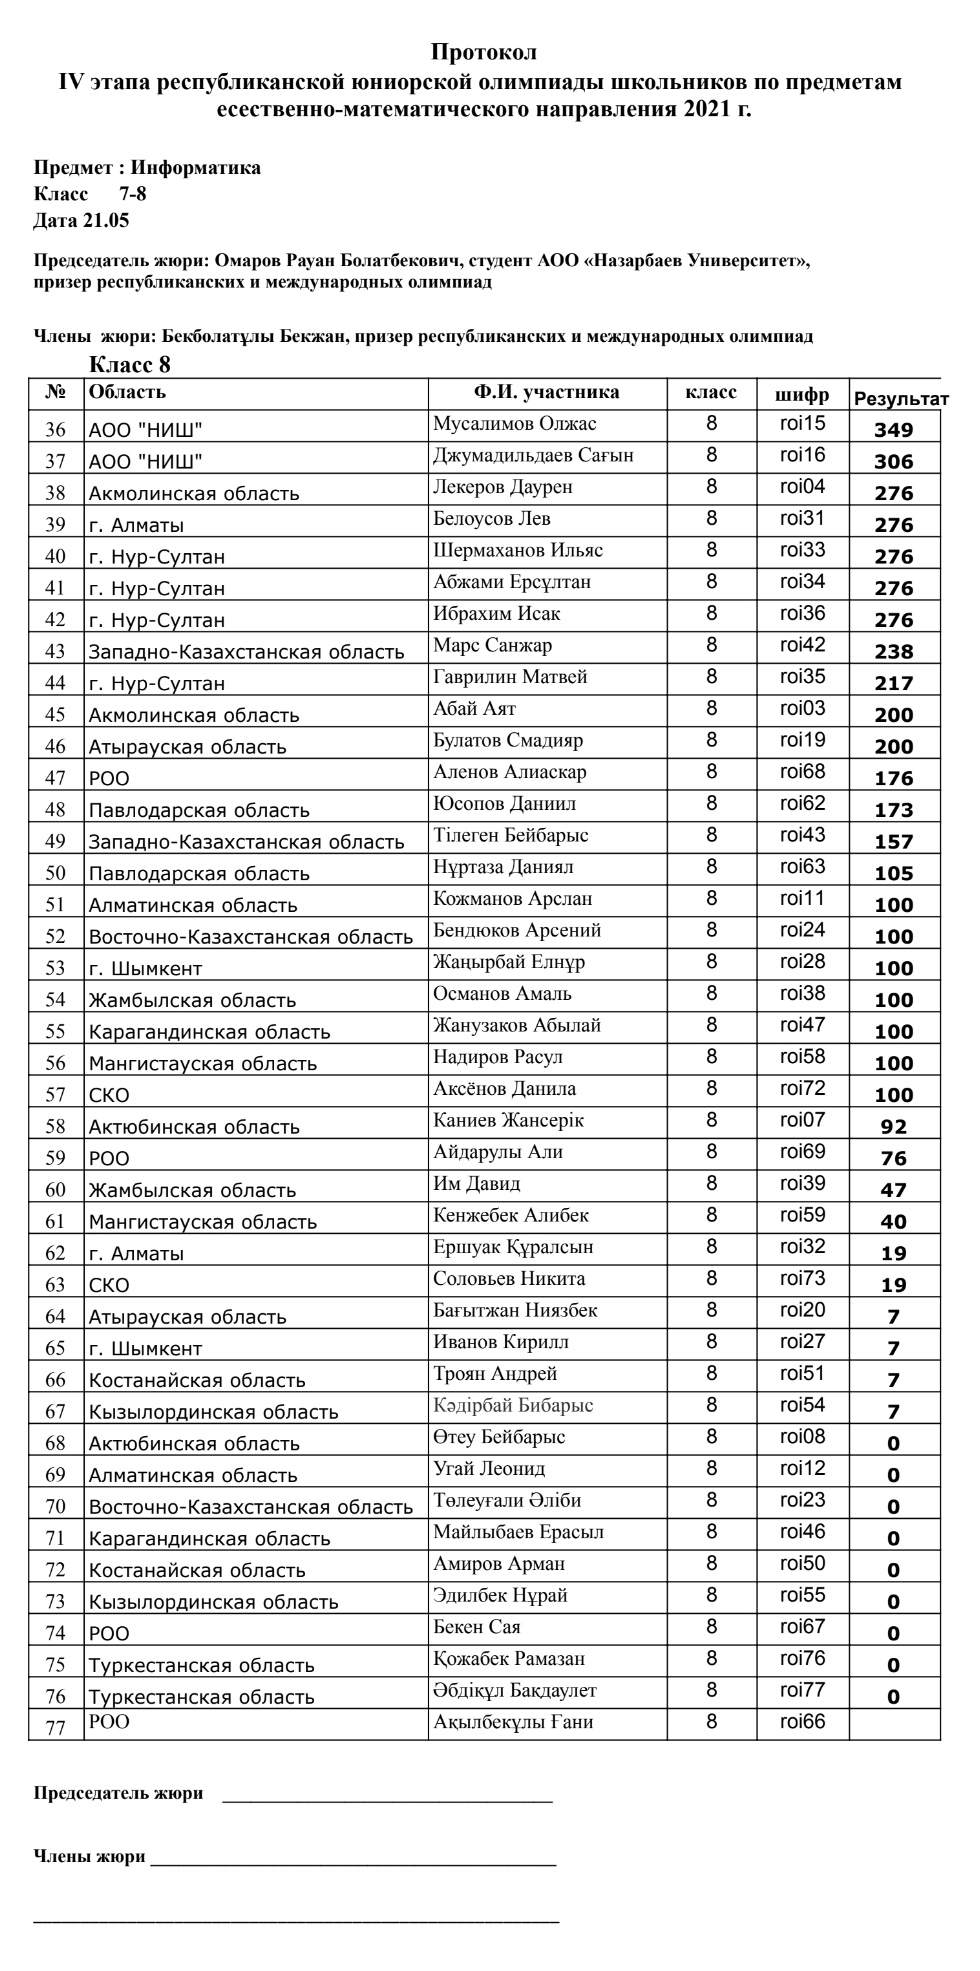 Протокол
IV этапа республиканской юниорской олимпиады школьников по предметам
есественно-математического направления 2021 г.
Предмет : Информатика
Класс 7-8
Дата 21.05
Председатель жюри: Омаров Рауан Болатбекович, студент АОО «Назарбаев Университет»,
призер республиканских и международных олимпиад
Члены жюри: Бекболатұлы Бекжан, призер республиканских и международных олимпиад
Класс 8
№ Область Ф.И. участника класс шифр Результат
36 АОО "НИШ" Мусалимов Олжас 8 roi15 349
37 АОО "НИШ" Джумадильдаев Сағын 8 roi16 306
38 Акмолинская область Лекеров Даурен 8 roi04 276
39 г. Алматы Белоусов Лев 8 roi31 276
40 г. Нур-Султан Шермаханов Ильяс 8 roi33 276
41 г. Нур-Султан Абжами Ерсұлтан 8 roi34 276
42 г. Нур-Султан Ибрахим Исак 8 roi36 276
43 Западно-Казахстанская область Марс Санжар 8 roi42 238
44 г. Нур-Султан Гаврилин Матвей 8 roi35 217
45 Акмолинская область Абай Аят 8 roi03 200
46 Атырауская область Булатов Смадияр 8 roi19 200
47 РОО Аленов Алиаскар 8 roi68 176
48 Павлодарская область Юсопов Даниил 8 roi62 173
49 Западно-Казахстанская область Тілеген Бейбарыс 8 roi43 157
50 Павлодарская область Нұртаза Даниял 8 roi63 105
51 Алматинская область Кожманов Арслан 8 roi11 100
52 Восточно-Казахстанская область Бендюков Арсений 8 roi24 100
53 г. Шымкент Жаңырбай Елнұр 8 roi28 100
54 Жамбылская область Османов Амаль 8 roi38 100
55 Карагандинская область Жанузаков Абылай 8 roi47 100
56 Мангистауская область Надиров Расул 8 roi58 100
57 СКО Аксёнов Данила 8 roi72 100
58 Актюбинская область Каниев Жансерік 8 roi07 92
59 РОО Айдарулы Али 8 roi69 76
60 Жамбылская область Им Давид 8 roi39 47
61 Мангистауская область Кенжебек Алибек 8 roi59 40
62 г. Алматы Ершуак Құралсын 8 roi32 19
63 СКО Соловьев Никита 8 roi73 19
64 Атырауская область Бағытжан Ниязбек 8 roi20 7
65 г. Шымкент Иванов Кирилл 8 roi27 7
66 Костанайская область Троян Андрей 8 roi51 7
67 Кызылординская область Кәдірбай Бибарыс 8 roi54 7
68 Актюбинская область Өтеу Бейбарыс 8 roi08 0
69 Алматинская область Угай Леонид 8 roi12 0
70 Восточно-Казахстанская область Төлеуғали Әліби 8 roi23 0
71 Карагандинская область Майлыбаев Ерасыл 8 roi46 0
72 Костанайская область Амиров Арман 8 roi50 0
73 Кызылординская область Эдилбек Нұрай 8 roi55 0
74 РОО Бекен Сая 8 roi67 0
75 Туркестанская область Қожабек Рамазан 8 roi76 0
76 Туркестанская область Әбдіқұл Бақдаулет 8 roi77 0
77 РОО Ақылбекұлы Ғани 8 roi66
Председатель жюри
Члены жюри